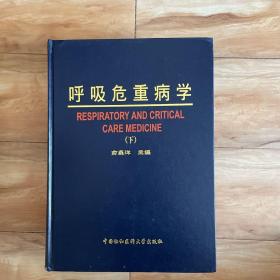 呼吸危重病学
RESPIRATORY AND CRITICAL
CARE MEDICINE
(下)
俞森洋 主编
中国协和医科大学出版社